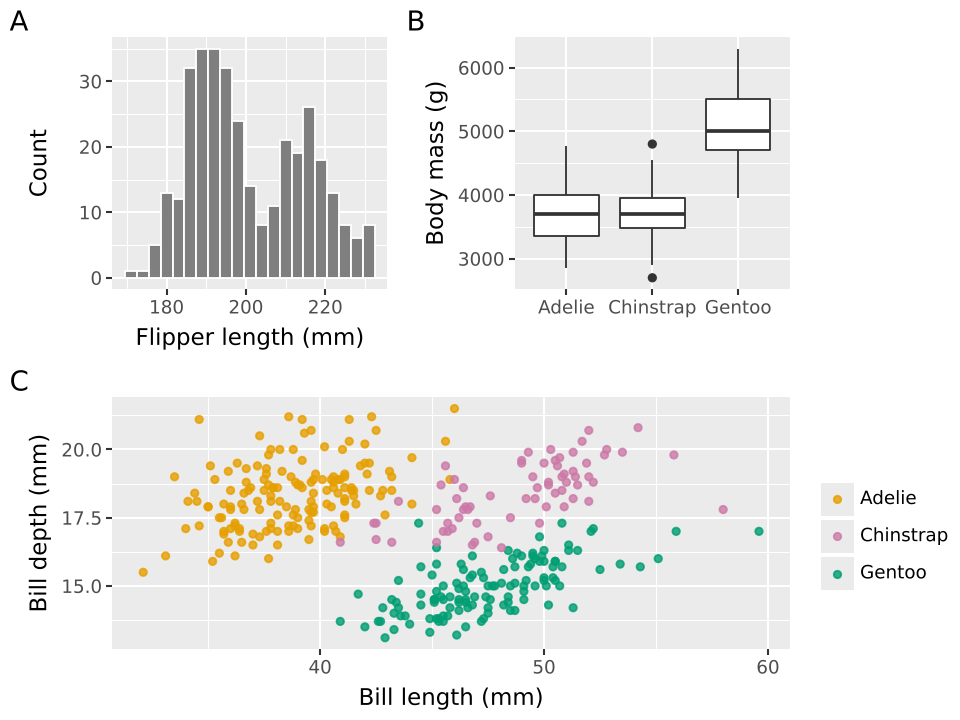 A
B
30
20
10
0
Count
180
200
220
Flipper length (mm)
6000
5000
4000
3000
Body mass (g)
Adelie
Chinstrap
Gentoo
C
20.0
17.5
15.0
Bill depth (mm)
40
50
60
Bill length (mm)
Adelie
Chinstrap
Gentoo